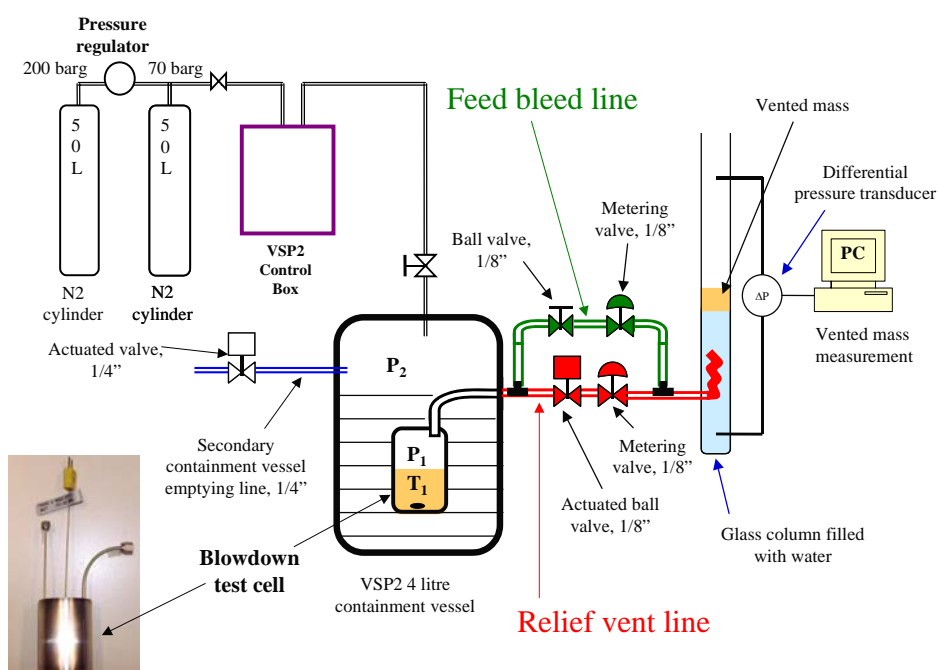 Pressure
regulator
200 barg
70 barg
5
0
L
5
0
L
N2
cylinder
N2
cylinder
VSP2
Control
Box
Feed bleed line
Vented mass
Differential
pressure transducer
Metering
valve, 1/8”
Ball valve,
1/8”
PC
ΔP
Vented mass
measurement
Actuated valve,
1/4”
P2
P1
T1
Secondary
containment vessel
emptying line, 1/4”
Metering
valve, 1/8”
Actuated ball
valve, 1/8”
Glass column filled
with water
Blowdown
test cell
VSP2 4 litre
containment vessel
Relief vent line